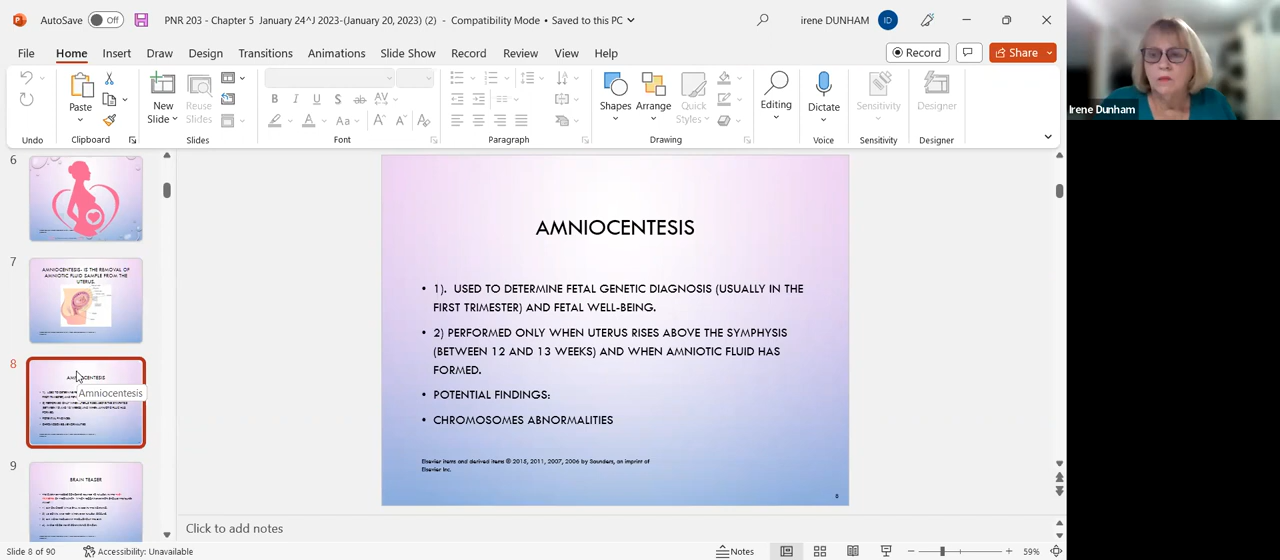 AutoSave Off PNR 203 - Chapter 5 January 24^J 2023-(January 20, 2023) (2) - Compatibility Mode • Saved to this PC irene DUNHAM ID
File Home Insert Draw Design Transitions Animations Slide Show Record Review View Help Record Share
Paste New Slide Reuse Slides Shapes Arrange Quick Styles Editing Dictate Sensitivity Designer
Clipboard Slides Font Paragraph Drawing Voice Sensitivity Designer
Irene Dunham
6
7
AMNIOCENTESIS- IS THE REMOVAL OF
AMNIOTIC FLUID SAMPLE FROM THE
UTERUS.
8
AMNIOCENTESIS
Amniocentesis
POTENTIAL FINDINGS:
CHROMOSOMES ABNORMALITIES
9
BRAIN TEASER
AMNIOCENTESIS
• 1). USED TO DETERMINE FETAL GENETIC DIAGNOSIS (USUALLY IN THE
FIRST TRIMESTER) AND FETAL WELL-BEING.
• 2) PERFORMED ONLY WHEN UTERUS RISES ABOVE THE SYMPHYSIS
(BETWEEN 12 AND 13 WEEKS) AND WHEN AMNIOTIC FLUID HAS
FORMED.
• POTENTIAL FINDINGS:
• CHROMOSOMES ABNORMALITIES
Elsevier items and derived items © 2015, 2011, 2007, 2006 by Saunders, an imprint of
Elsevier Inc.
8
Click to add notes
Slide 8 of 90 Accessibility: Unavailable Notes 59%